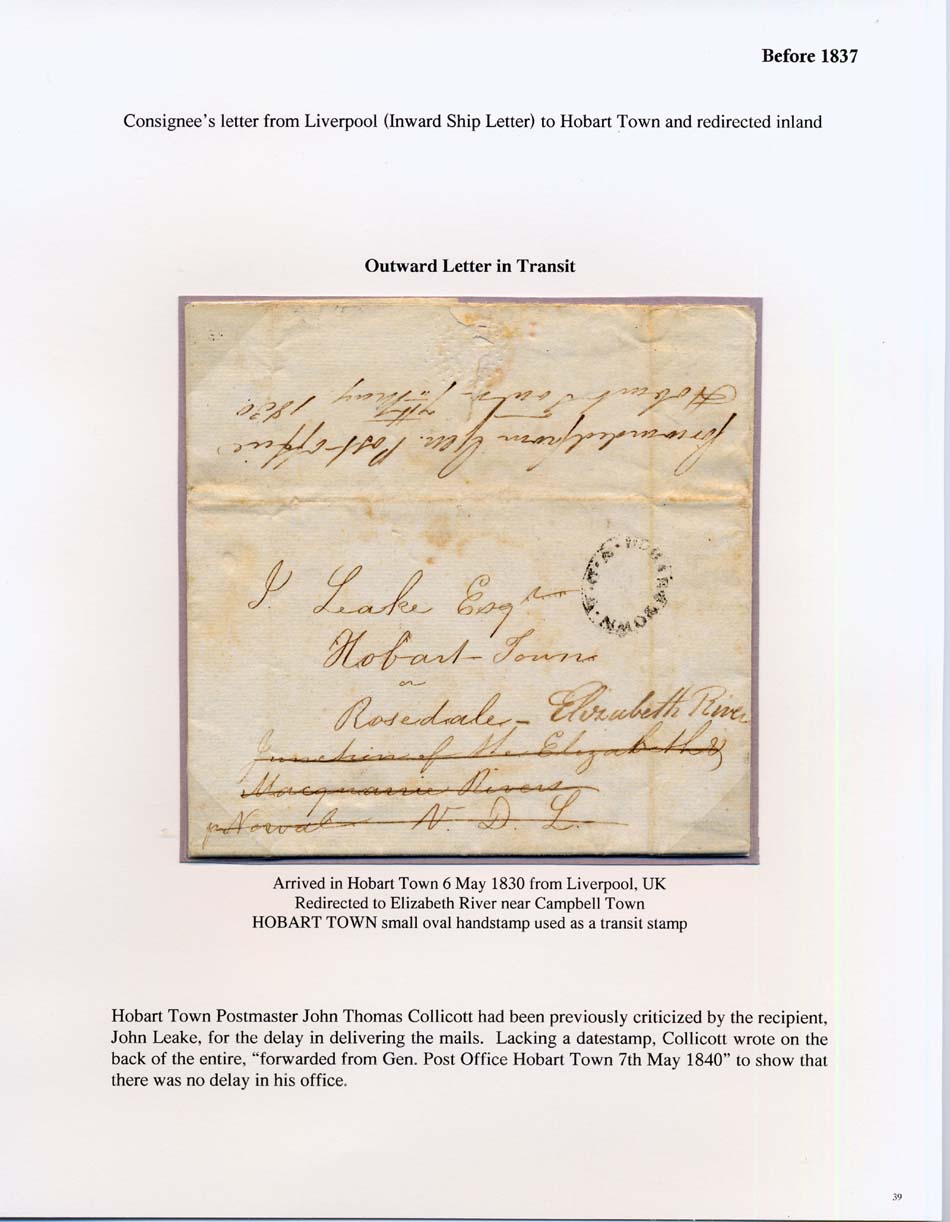 Before 1837
Consignee's letter from Liverpool (Inward Ship Letter) to Hobart Town and redirected inland
Outward Letter in Transit
forwarded from Gen. Post office
Hobart Town 7th May 1830
HOBART TOWN
J. Leake Esqr
Hobart Town
or
Rosedale - Elizabeth River
Junction of the Elizabeth &
Macquarrie Rivers
pr Norval V. D. L.
Arrived in Hobart Town 6 May 1830 from Liverpool, UK
Redirected to Elizabeth River near Campbell Town
HOBART TOWN small oval handstamp used as a transit stamp
Hobart Town Postmaster John Thomas Collicott had been previously criticized by the recipient,
John Leake, for the delay in delivering the mails. Lacking a datestamp, Collicott wrote on the
back of the entire, “forwarded from Gen. Post Office Hobart Town 7th May 1840” to show that
there was no delay in his office.
39